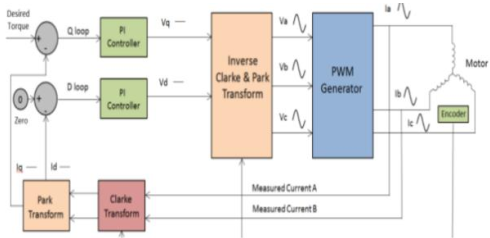 Desired
Torque
+
-
Q loop
PI
Controller
Vq
Inverse
Clarke & Park
Transform
Va
Vb
Vc
PWM
Generator
Ia
Ib
Ic
Motor
Encoder
0
Zero
+
-
D loop
PI
Controller
Vd
Iq
Id
Park
Transform
Clarke
Transform
Measured Current A
Measured Current B